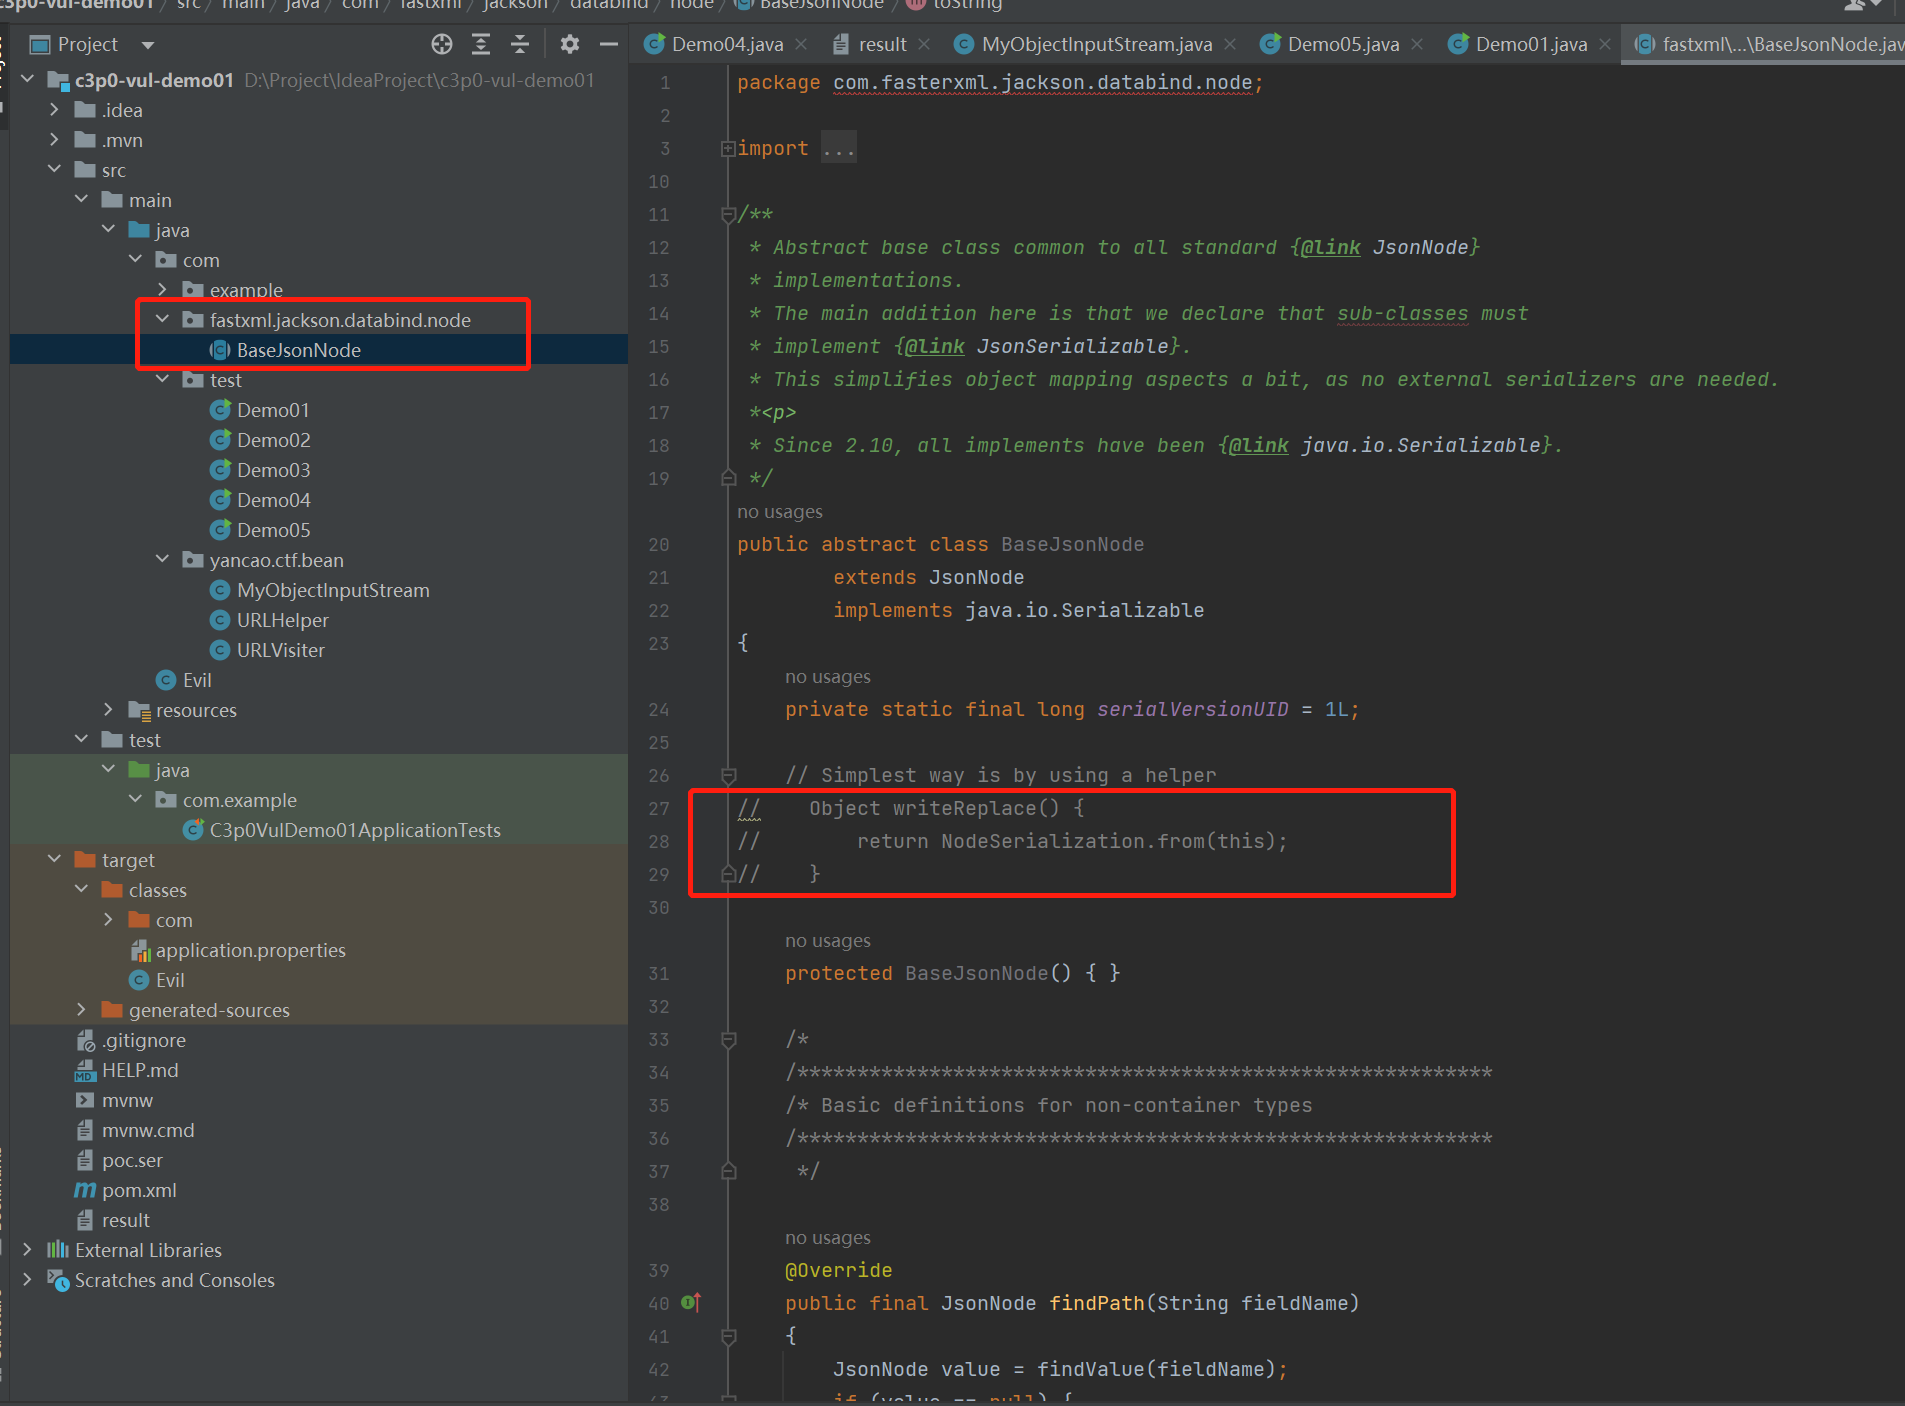 c3p0-vul-demo01 / src / main / java / com / fastxml / jackson / databind / node / BaseJsonNode / toString
Project
c3p0-vul-demo01 D:\Project\IdeaProject\c3p0-vul-demo01
.idea
.mvn
src
main
java
com
example
fastxml.jackson.databind.node
BaseJsonNode
test
Demo01
Demo02
Demo03
Demo04
Demo05
yancao.ctf.bean
MyObjectInputStream
URLHelper
URLVisiter
Evil
resources
test
java
com.example
C3p0VulDemo01ApplicationTests
target
classes
com
application.properties
Evil
generated-sources
.gitignore
HELP.md
mvnw
mvnw.cmd
poc.ser
pom.xml
result
External Libraries
Scratches and Consoles
Demo04.java result MyObjectInputStream.java Demo05.java Demo01.java fastxml\...\BaseJsonNode.jav
1 package com.fasterxml.jackson.databind.node;
2
3 import ...
10
11 /**
12 * Abstract base class common to all standard {@link JsonNode}
13 * implementations.
14 * The main addition here is that we declare that sub-classes must
15 * implement {@link JsonSerializable}.
16 * This simplifies object mapping aspects a bit, as no external serializers are needed.
17 *<p>
18 * Since 2.10, all implements have been {@link java.io.Serializable}.
19 */
no usages
20 public abstract class BaseJsonNode
21 extends JsonNode
22 implements java.io.Serializable
23 {
no usages
24 private static final long serialVersionUID = 1L;
25
26 // Simplest way is by using a helper
27 // Object writeReplace() {
28 // return NodeSerialization.from(this);
29 // }
30
no usages
31 protected BaseJsonNode() { }
32
33 /*
34 /**********************************************************
35 /* Basic definitions for non-container types
36 /**********************************************************
37 */
38
no usages
39 @Override
40 public final JsonNode findPath(String fieldName)
41 {
42 JsonNode value = findValue(fieldName);
43 if (value == null) {